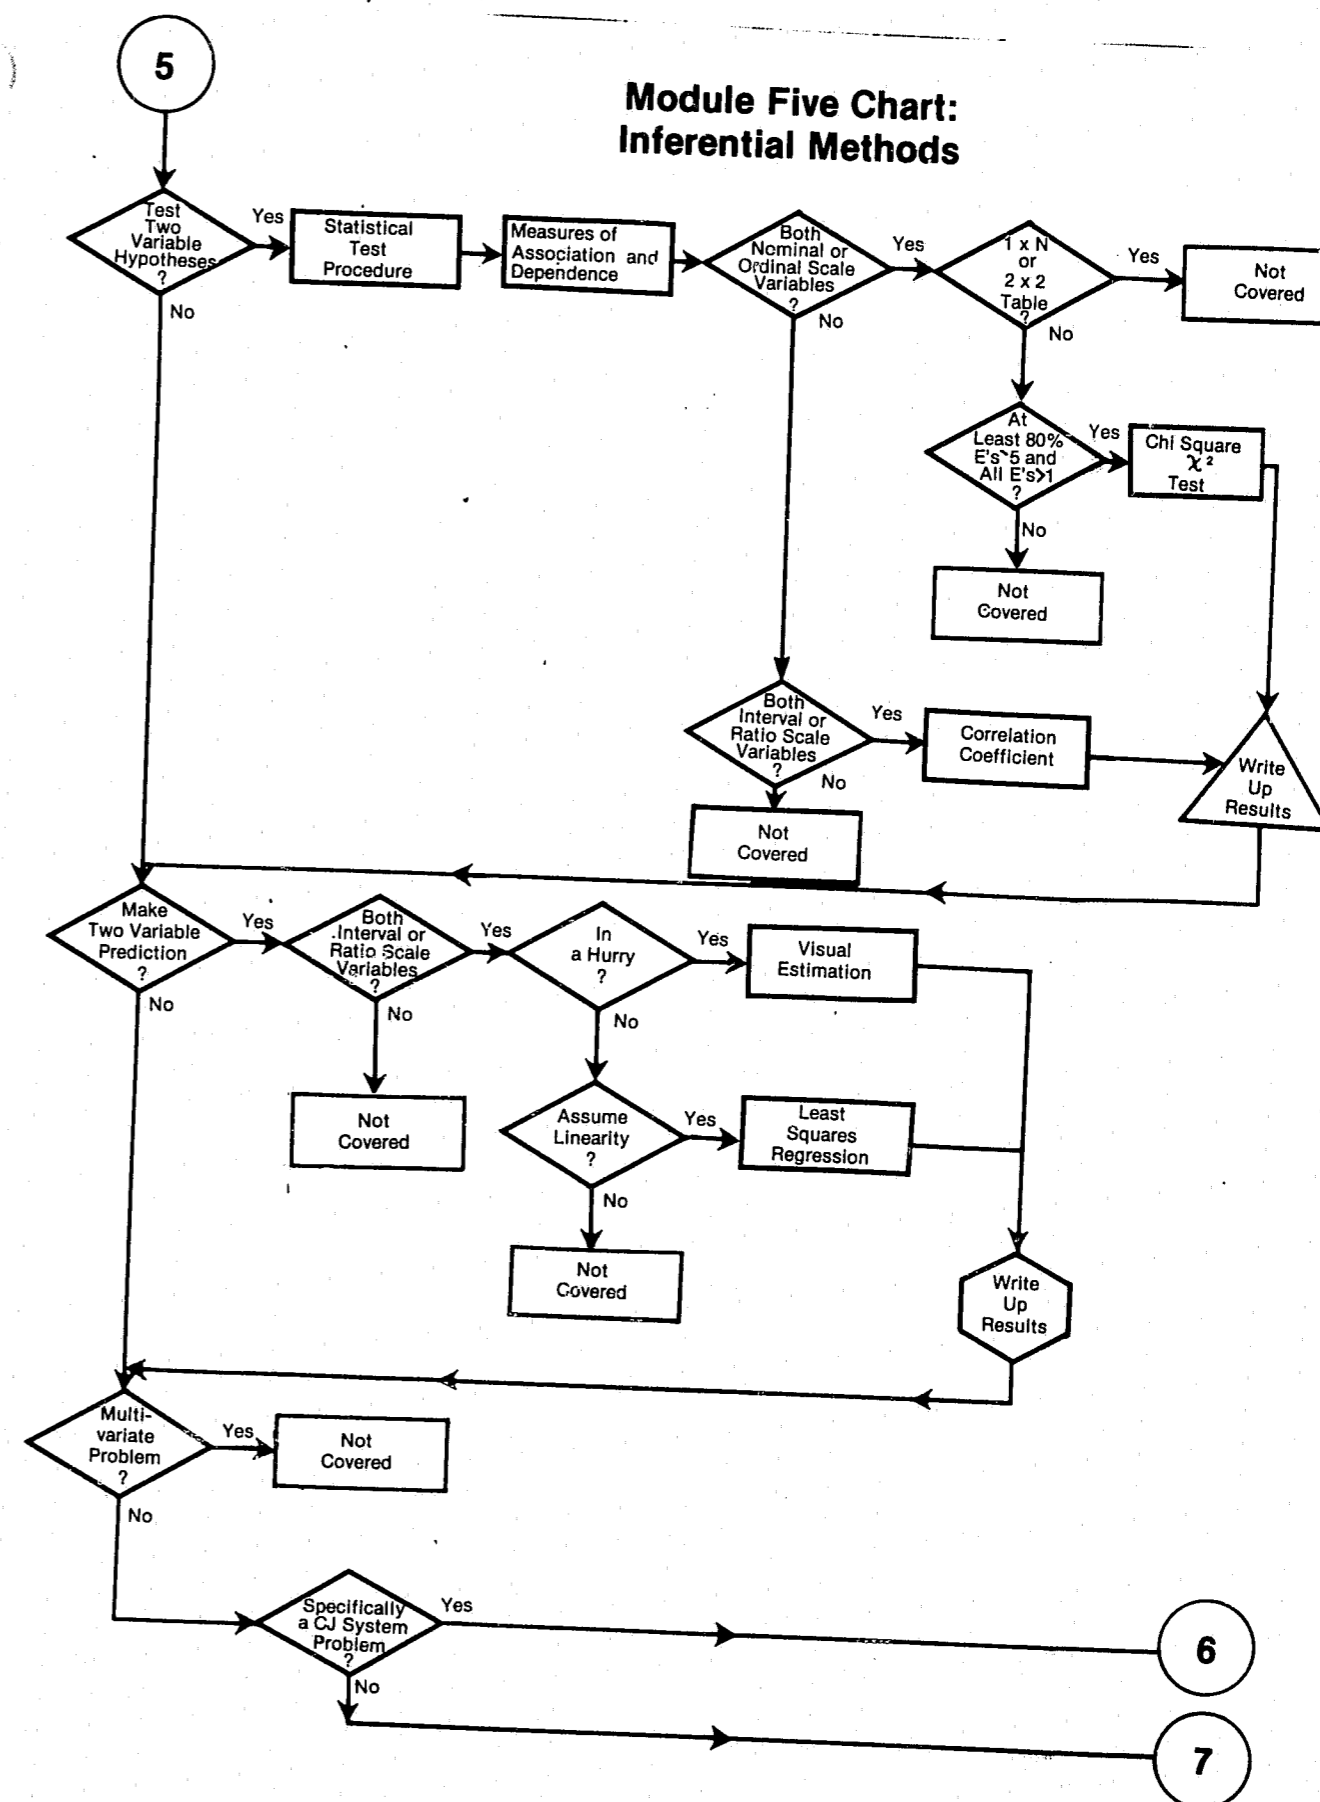 5
Module Five Chart:
Inferential Methods
Test
Two
Variable
Hypotheses
?
Yes
No
Statistical
Test
Procedure
Measures of
Association and
Dependence
Both
Nominal or
Ordinal Scale
Variables
?
Yes
No
1 x N
or
2 x 2
Table
?
Yes
No
Not
Covered
At
Least 80%
E's>5 and
All E's>1
?
Yes
No
Chi Square
χ²
Test
Not
Covered
Both
Interval or
Ratio Scale
Variables
?
Yes
No
Correlation
Coefficient
Write
Up
Results
Not
Covered
Make
Two Variable
Prediction
?
Yes
No
Both
Interval or
Ratio Scale
Variables
?
Yes
No
In
a Hurry
?
Yes
No
Visual
Estimation
Not
Covered
Assume
Linearity
?
Yes
No
Least
Squares
Regression
Not
Covered
Write
Up
Results
Multi-
variate
Problem
?
Yes
No
Not
Covered
Specifically
a CJ System
Problem
?
Yes
No
6
7